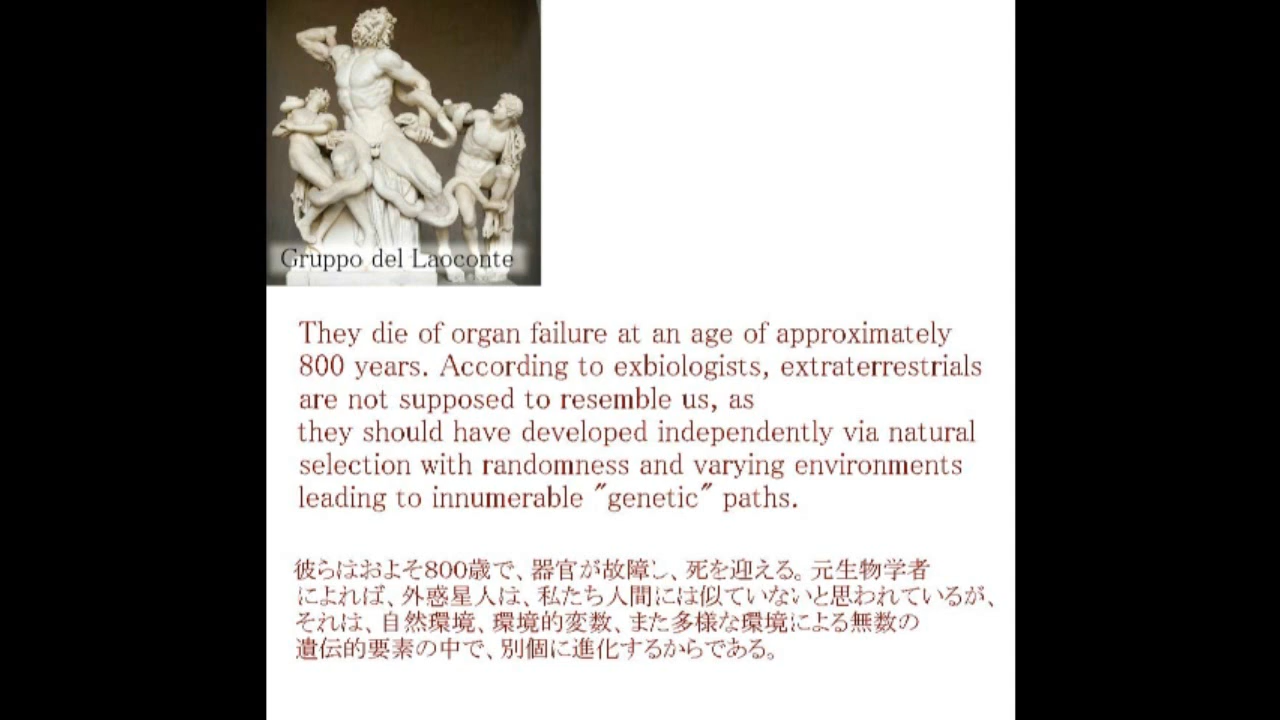 Gruppo del Laoconte
They die of organ failure at an age of approximately
800 years. According to exbiologists, extraterrestrials
are not supposed to resemble us, as
they should have developed independently via natural
selection with randomness and varying environments
leading to innumerable "genetic" paths.
彼らはおよそ800歳で、器官が故障し、死を迎える。元生物学者
によれば、外惑星人は、私たち人間には似ていないと思われているが、
それは、自然環境、環境的変数、また多様な環境による無数の
遺伝的要素の中で、別個に進化するからである。